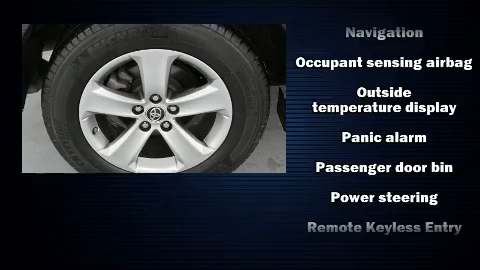 Navigation
Occupant sensing airbag
Outside
temperature display
Panic alarm
Passenger door bin
Power steering
Remote Keyless Entry